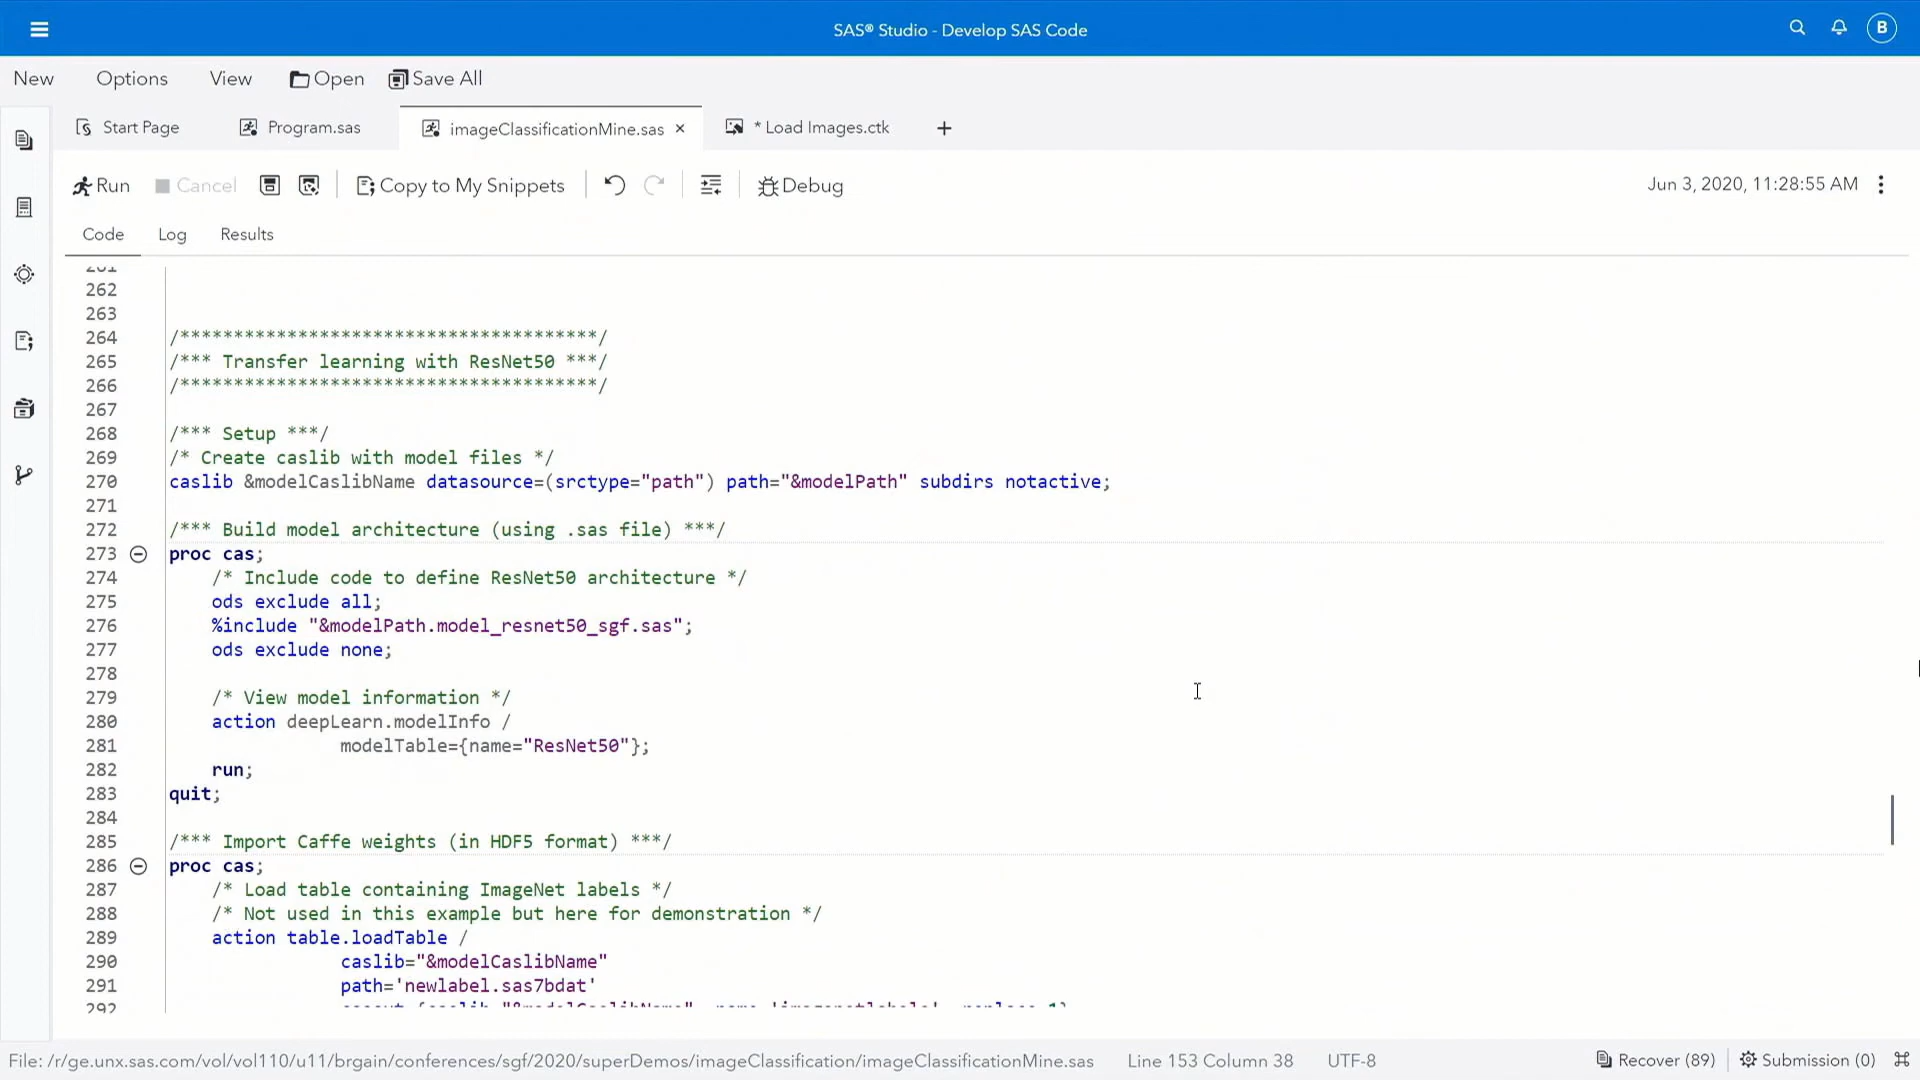 SAS® Studio - Develop SAS Code
B
New Options View Open Save All
Start Page Program.sas imageClassificationMine.sas × * Load Images.ctk +
Run Cancel Copy to My Snippets Debug Jun 3, 2020, 11:28:55 AM
Code Log Results
261
262
263
264 /***************************************/
265 /*** Transfer learning with ResNet50 ***/
266 /***************************************/
267
268 /*** Setup ***/
269 /* Create caslib with model files */
270 caslib &modelCaslibName datasource=(srctype="path") path="&modelPath" subdirs notactive;
271
272 /*** Build model architecture (using .sas file) ***/
273 proc cas;
274 /* Include code to define ResNet50 architecture */
275 ods exclude all;
276 %include "&modelPath.model_resnet50_sgf.sas";
277 ods exclude none;
278
279 /* View model information */
280 action deepLearn.modelInfo /
281 modelTable={name="ResNet50"};
282 run;
283 quit;
284
285 /*** Import Caffe weights (in HDF5 format) ***/
286 proc cas;
287 /* Load table containing ImageNet labels */
288 /* Not used in this example but here for demonstration */
289 action table.loadTable /
290 caslib="&modelCaslibName"
291 path='newlabel.sas7bdat'
292
File: /r/ge.unx.sas.com/vol/vol110/u11/brgain/conferences/sgf/2020/superDemos/imageClassification/imageClassificationMine.sas Line 153 Column 38 UTF-8 Recover (89) Submission (0)